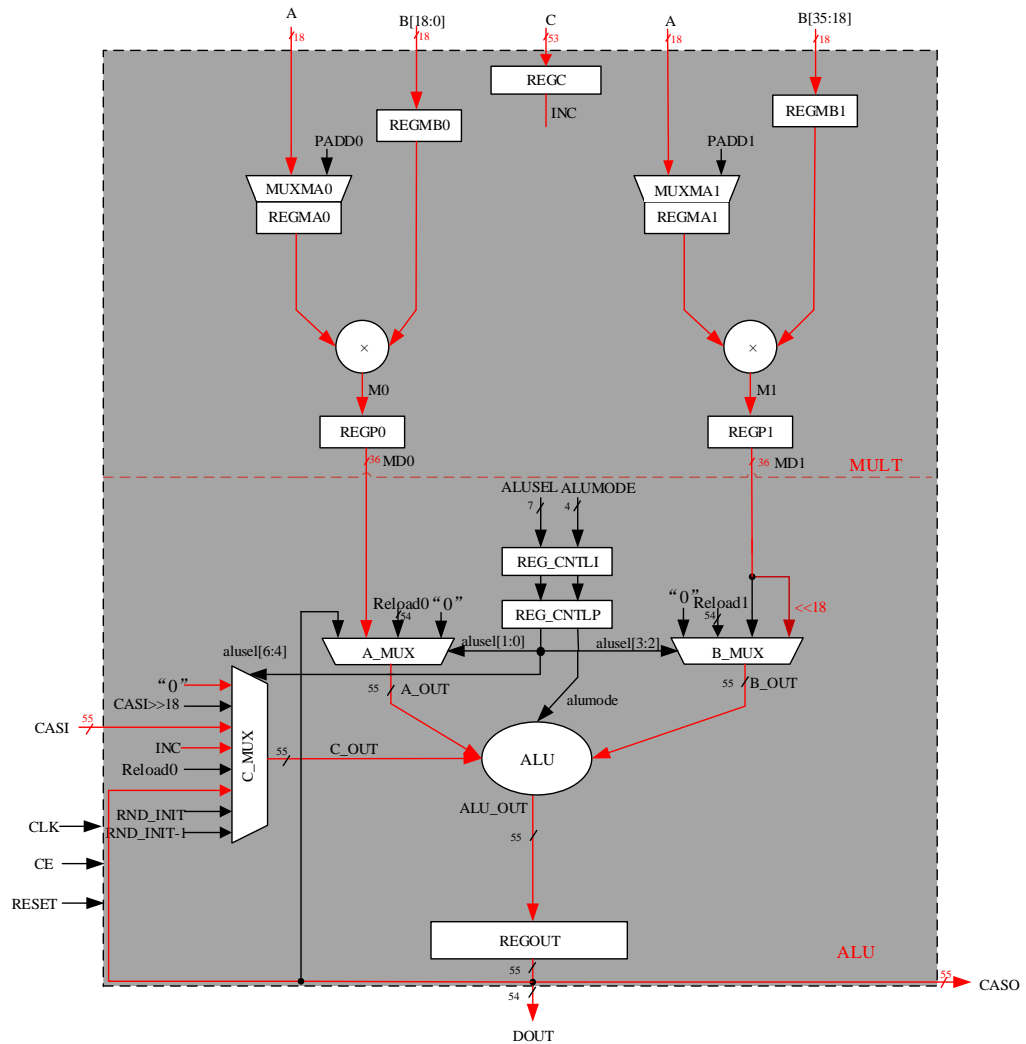 A
B[18:0]
C
A
B[35:18]
18
18
53
18
18
REGC
INC
REGMB0
REGMB1
PADD0
PADD1
MUXMA0
REGMA0
MUXMA1
REGMA1
×
×
M0
M1
REGP0
REGP1
36 MD0
36 MD1
MULT
ALUSEL
ALUMODE
7
4
REG_CNTLI
REG_CNTLP
Reload0
“0”
54
“0”
Reload1
54
<<18
A_MUX
alusel[1:0]
alusel[3:2]
B_MUX
alusel[6:4]
55
A_OUT
55
B_OUT
alumode
“0”
CASI>>18
CASI
55
INC
Reload0
RND_INIT
RND_INIT-1
C_MUX
55
C_OUT
ALU
ALU_OUT
55
CLK
CE
RESET
REGOUT
ALU
55
54
55
CASO
DOUT